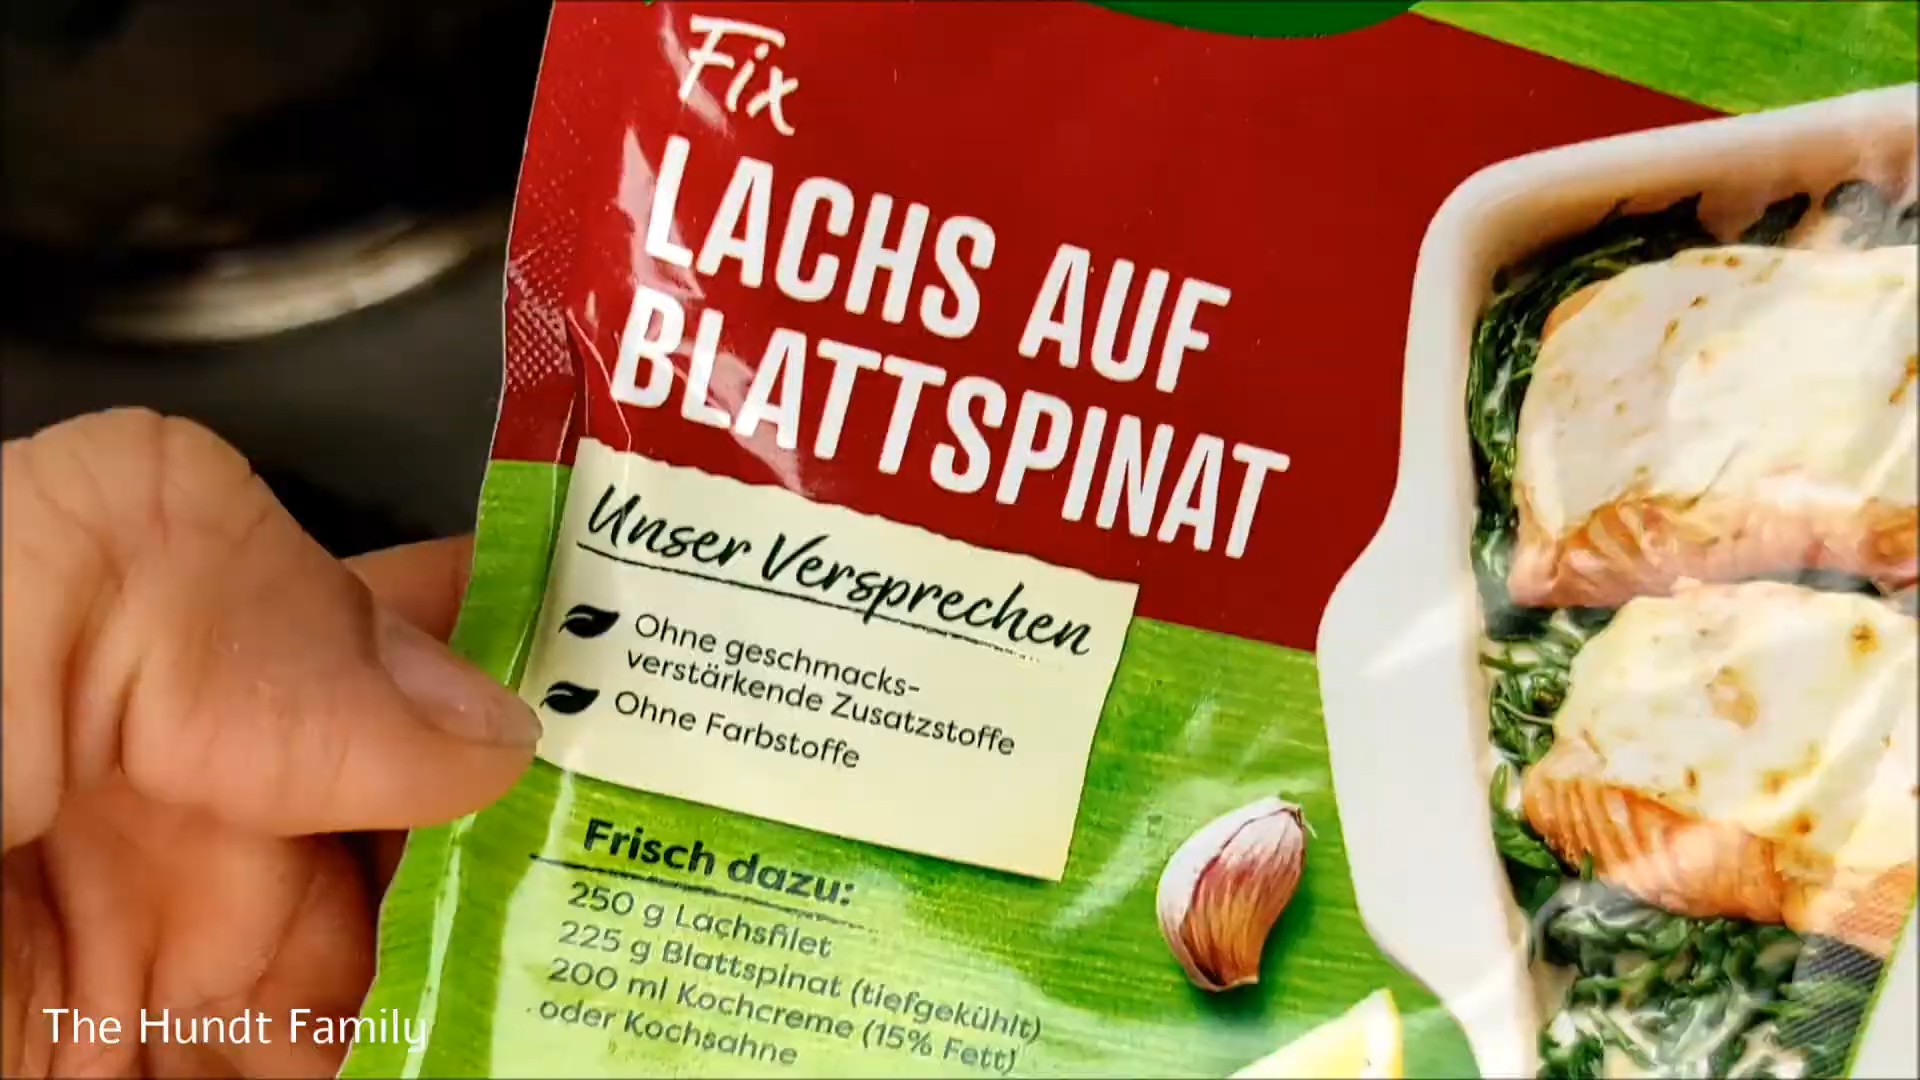 Fix
LACHS AUF
BLATTSPINAT
Unser Versprechen
Ohne geschmacks-
verstärkende Zusatzstoffe
Ohne Farbstoffe
Frisch dazu:
250 g Lachsfilet
225 g Blattspinat (tiefgekühlt)
200 ml Kochcreme (15% Fett)
oder Kochsahne
The Hundt Family